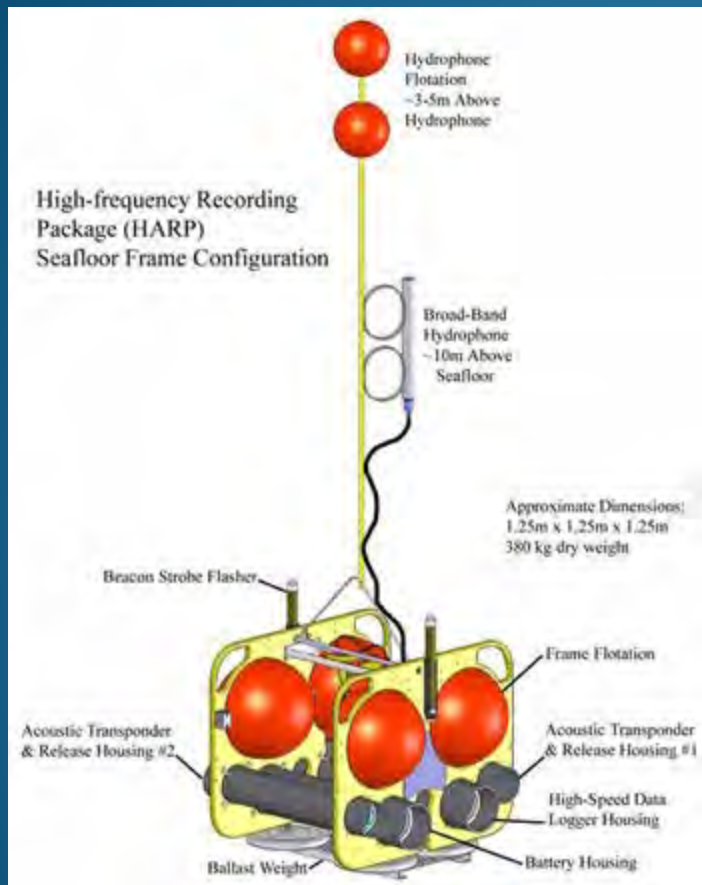 Hydrophone
Flotation
~3-5m Above
Hydrophone
High-frequency Recording
Package (HARP)
Seafloor Frame Configuration
Broad-Band
Hydrophone
~10m Above
Seafloor
Approximate Dimensions:
1.25m x 1.25m x 1.25m
380 kg dry weight
Beacon Strobe Flasher
Frame Flotation
Acoustic Transponder
& Release Housing #2
Acoustic Transponder
& Release Housing #1
High-Speed Data
Logger Housing
Ballast Weight
Battery Housing